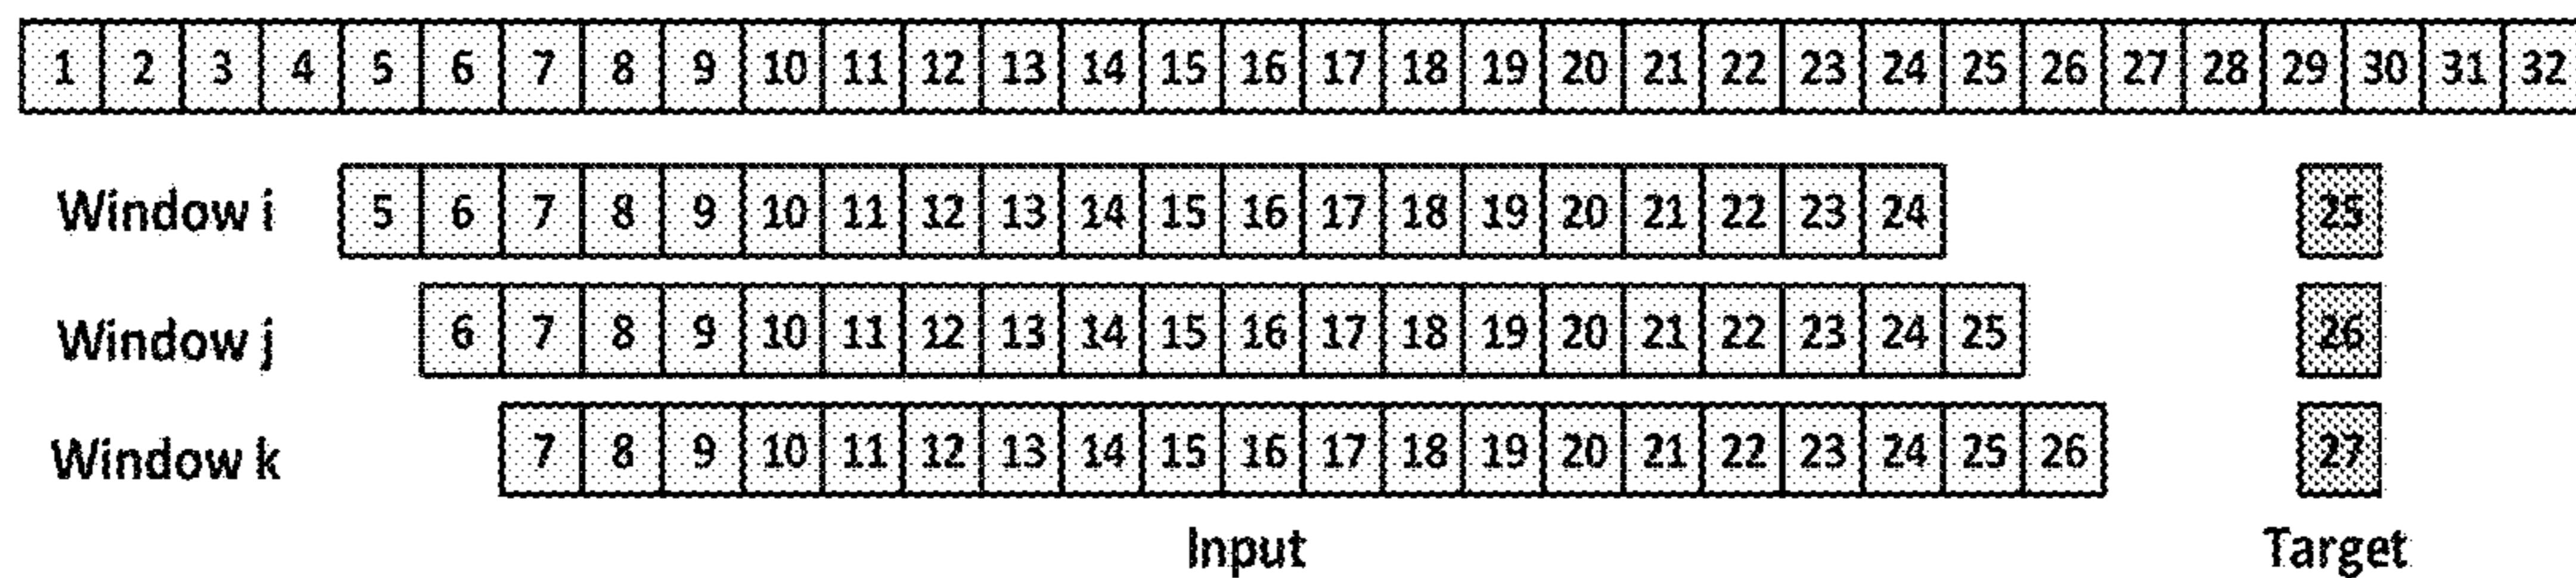 1 2 3 4 5 6 7 8 9 10 11 12 13 14 15 16 17 18 19 20 21 22 23 24 25 26 27 28 29 30 31 32
Window i 5 6 7 8 9 10 11 12 13 14 15 16 17 18 19 20 21 22 23 24 25
Window j 6 7 8 9 10 11 12 13 14 15 16 17 18 19 20 21 22 23 24 25 26
Window k 7 8 9 10 11 12 13 14 15 16 17 18 19 20 21 22 23 24 25 26 27
Input Target